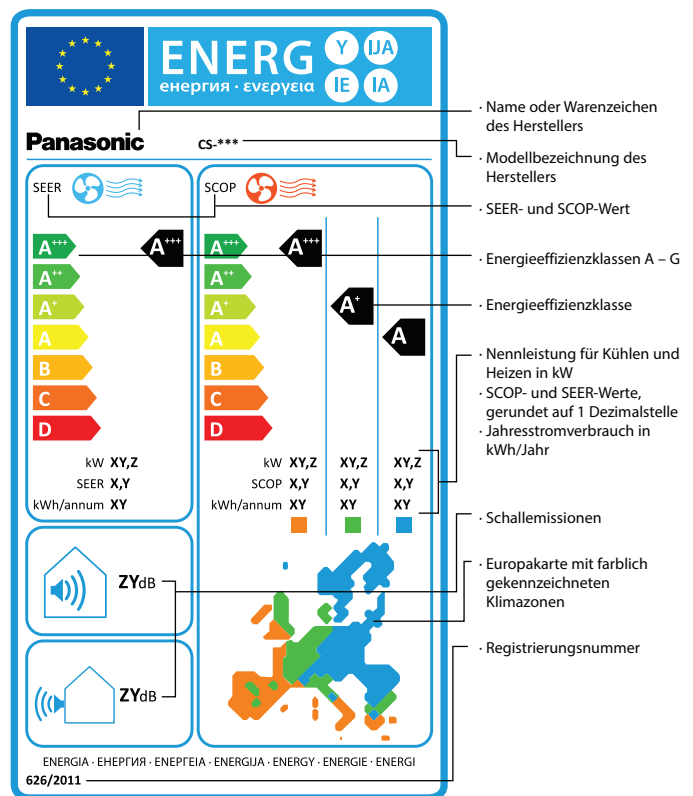 ENERG
енергия · ενεργεια
Y
IJA
IE
IA
Panasonic
CS-***
SEER
SCOP
A+++
A++
A+
A
B
C
D
A+++
A+++
A++
A+
A
B
C
D
A+++
A+
A
kW XY,Z
SEER X,Y
kWh/annum XY
kW XY,Z XY,Z XY,Z
SCOP X,Y X,Y X,Y
kWh/annum XY XY XY
ZYdB
ZYdB
ENERGIA · ЕНЕРГИЯ · ΕΝΕΡΓΕΙΑ · ENERGIJA · ENERGY · ENERGIE · ENERGI
626/2011
· Name oder Warenzeichen
des Herstellers
· Modellbezeichnung des
Herstellers
· SEER- und SCOP-Wert
· Energieeffizienzklassen A – G
· Energieeffizienzklasse
· Nennleistung für Kühlen und
Heizen in kW
· SCOP- und SEER-Werte,
gerundet auf 1 Dezimalstelle
· Jahresstromverbrauch in
kWh/Jahr
· Schallemissionen
· Europakarte mit farblich
gekennzeichneten
Klimazonen
· Registrierungsnummer